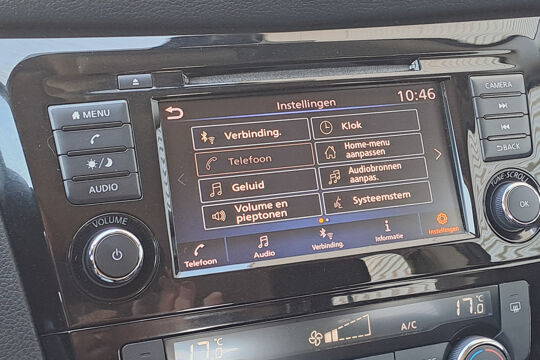 Instellingen
10:46
MENU
CAMERA
Verbinding.
Klok
Telefoon
Home-menu
aanpassen
BACK
AUDIO
Geluid
Audiobronnen
aanpas.
Volume en
pieptonen
Systeemstem
TUNE·SCROLL
OK
VOLUME
Telefoon
Audio
Verbinding.
Informatie
Instellingen
17.0°C
A/C
17.0°C